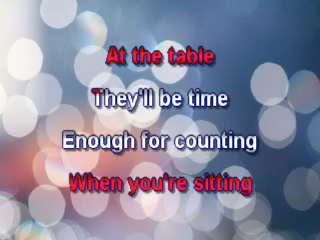 At the table
They'll be time
Enough for counting
When you're sitting